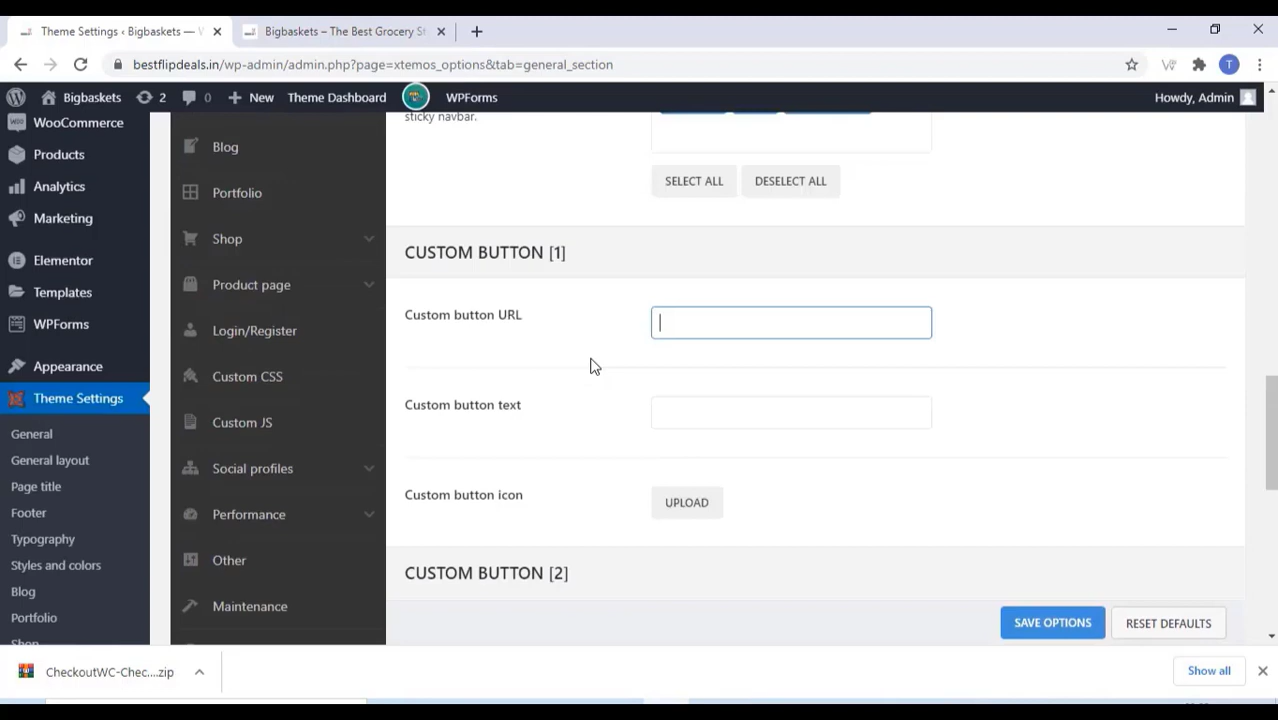 Theme Settings ‹ Bigbaskets — W
Bigbaskets – The Best Grocery St
bestflipdeals.in/wp-admin/admin.php?page=xtemos_options&tab=general_section
T
Bigbaskets
2
0
New
Theme Dashboard
WPForms
Howdy, Admin
WooCommerce
Products
Analytics
Marketing
Elementor
Templates
WPForms
Appearance
Theme Settings
General
General layout
Page title
Footer
Typography
Styles and colors
Blog
Portfolio
Blog
Portfolio
Shop
Product page
Login/Register
Custom CSS
Custom JS
Social profiles
Performance
Other
Maintenance
sticky navbar.
SELECT ALL
DESELECT ALL
CUSTOM BUTTON [1]
Custom button URL
Custom button text
Custom button icon
UPLOAD
CUSTOM BUTTON [2]
SAVE OPTIONS
RESET DEFAULTS
CheckoutWC-Chec....zip
Show all